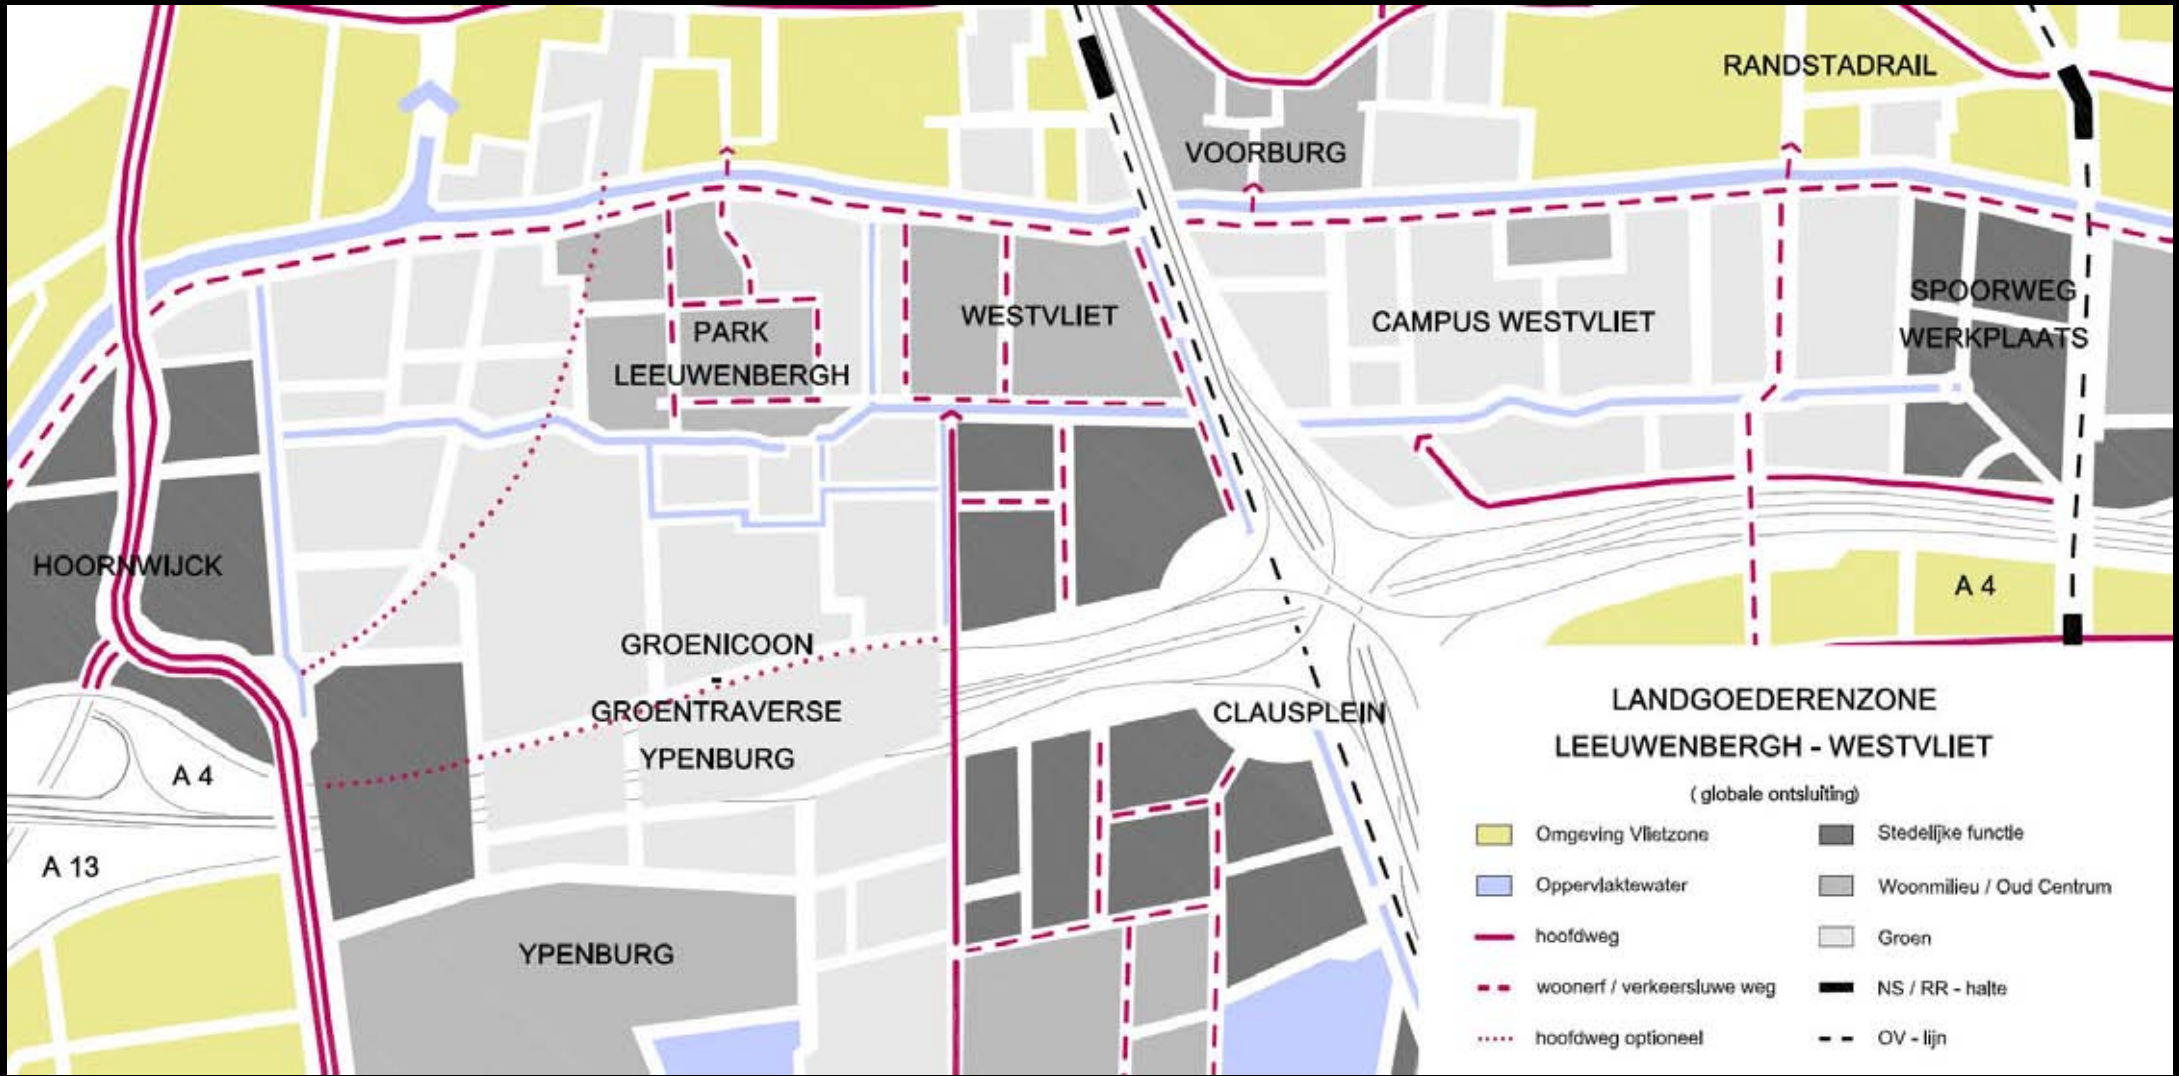 RANDSTADRAIL
VOORBURG
SPOORWEG
WERKPLAATS
WESTVLIET
CAMPUS WESTVLIET
PARK
LEEUWENBERGH
HOORNWIJCK
A 4
GROENICOON
-
GROENTRAVERSE
YPENBURG
CLAUSPLEIN
A 4
A 13
YPENBURG
LANDGOEDERENZONE
LEEUWENBERGH - WESTVLIET
( globale ontsluiting)
Omgeving Vlietzone
Oppervlaktewater
hoofdweg
woonerf / verkeersluwe weg
hoofdweg optioneel
Stedelijke functie
Woonmilieu / Oud Centrum
Groen
NS / RR - halte
OV - lijn